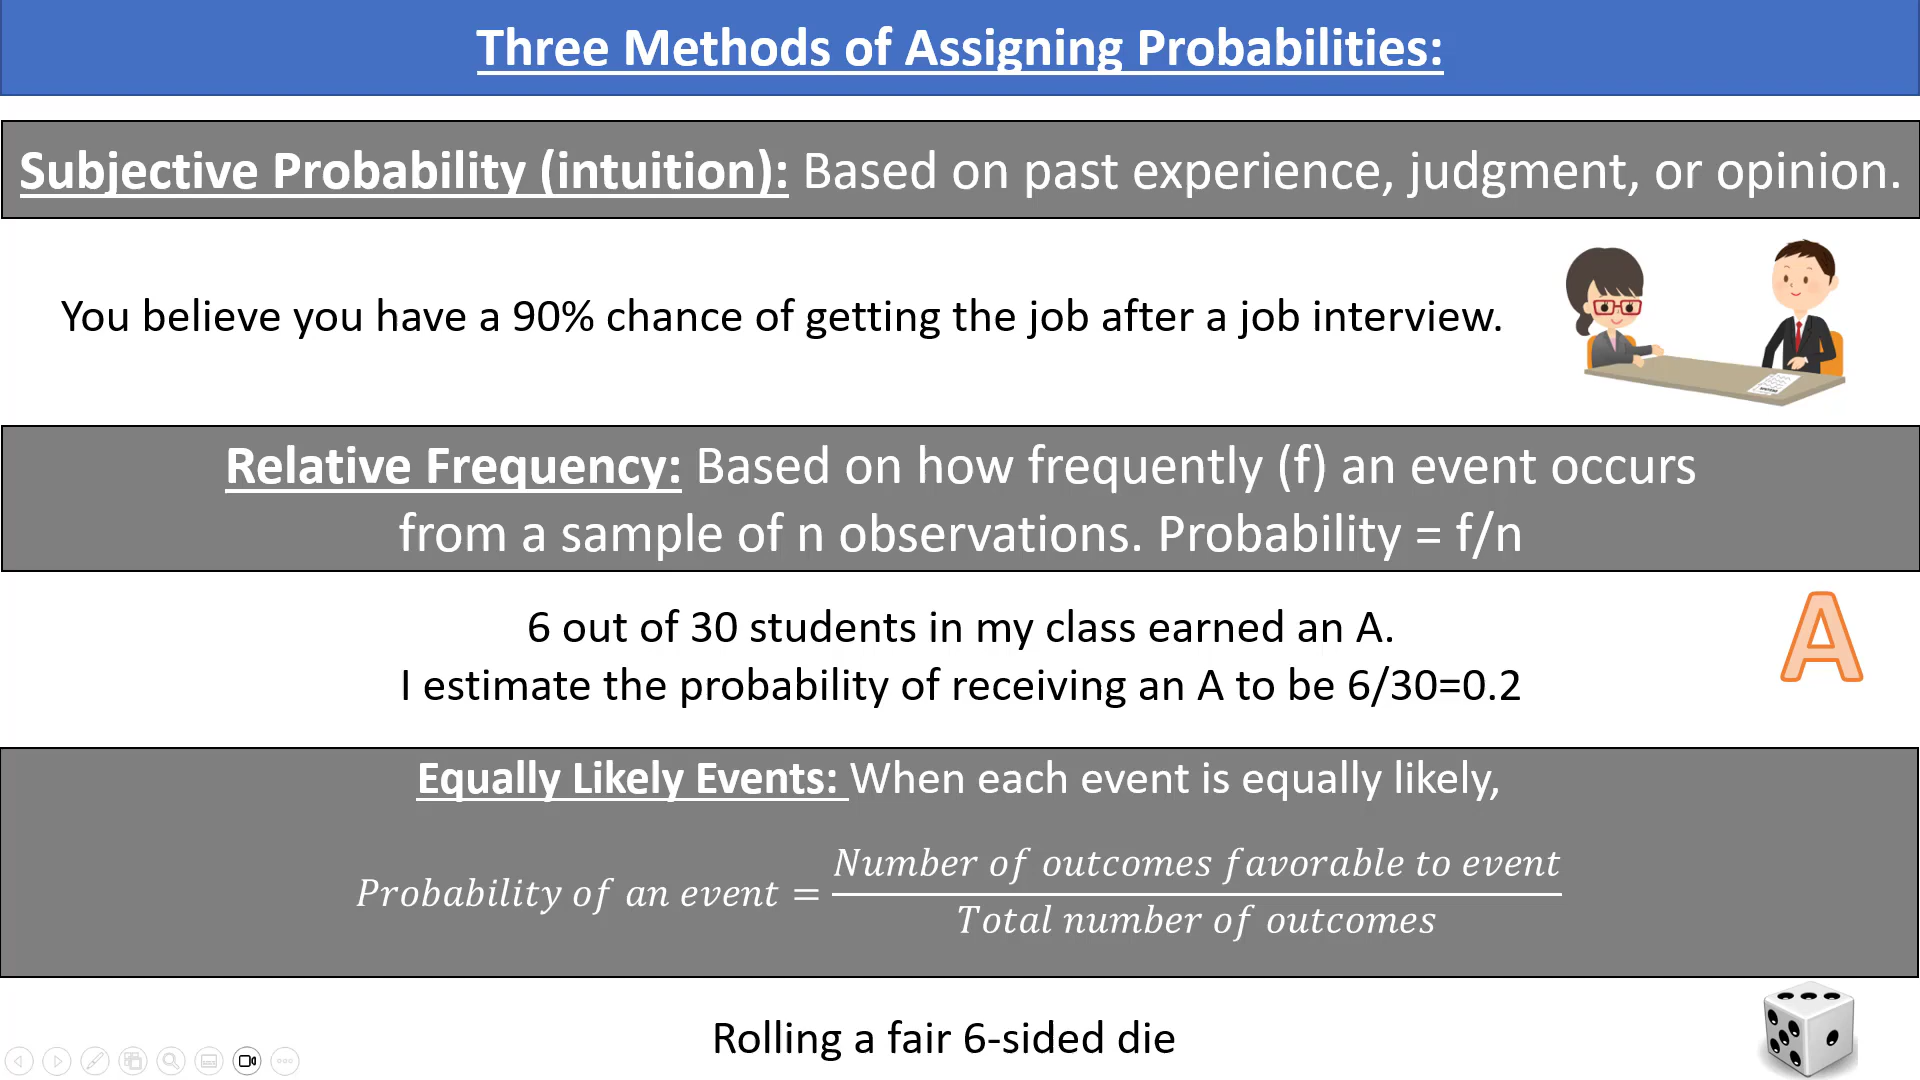 Three Methods of Assigning Probabilities:
Subjective Probability (intuition): Based on past experience, judgment, or opinion.
You believe you have a 90% chance of getting the job after a job interview.
Relative Frequency: Based on how frequently (f) an event occurs
from a sample of n observations. Probability = f/n
6 out of 30 students in my class earned an A.
I estimate the probability of receiving an A to be 6/30=0.2
A
Equally Likely Events: When each event is equally likely,
Probability of an event = Number of outcomes favorable to event
Total number of outcomes
Rolling a fair 6-sided die